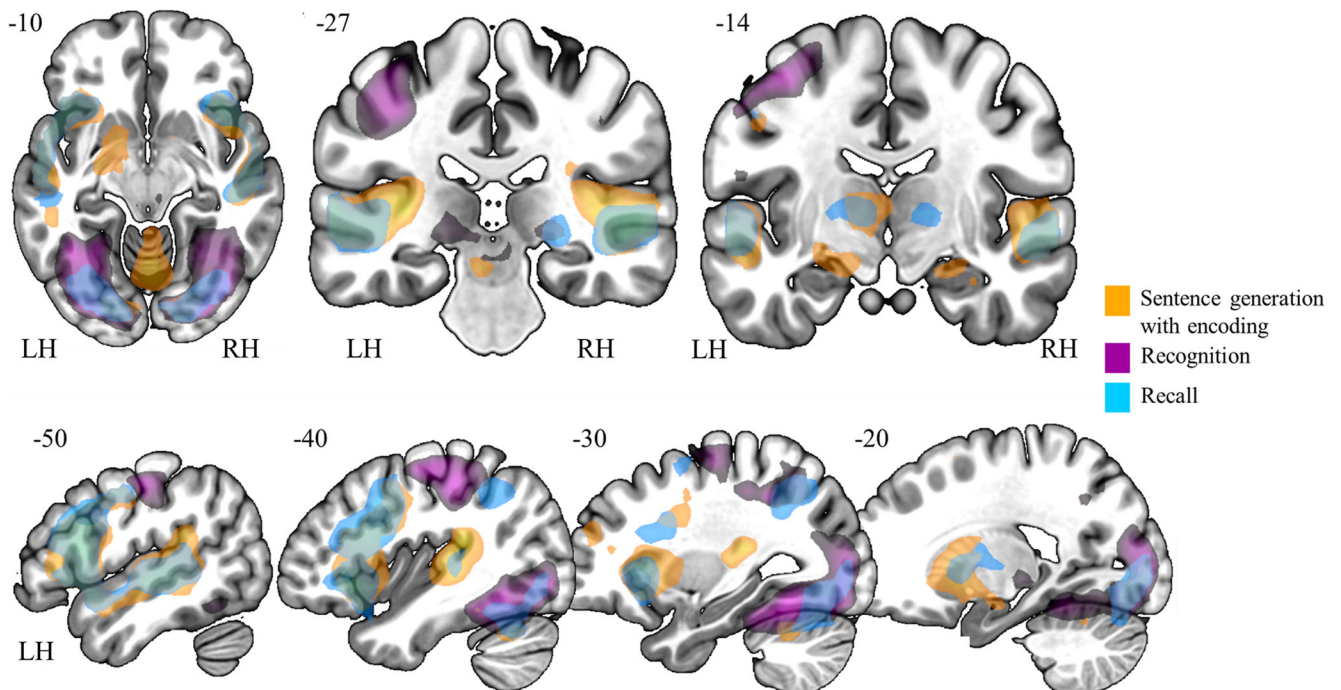 -10
-27
-14
LH
RH
LH
RH
LH
RH
Sentence generation
with encoding
Recognition
Recall
-50
-40
-30
-20
LH